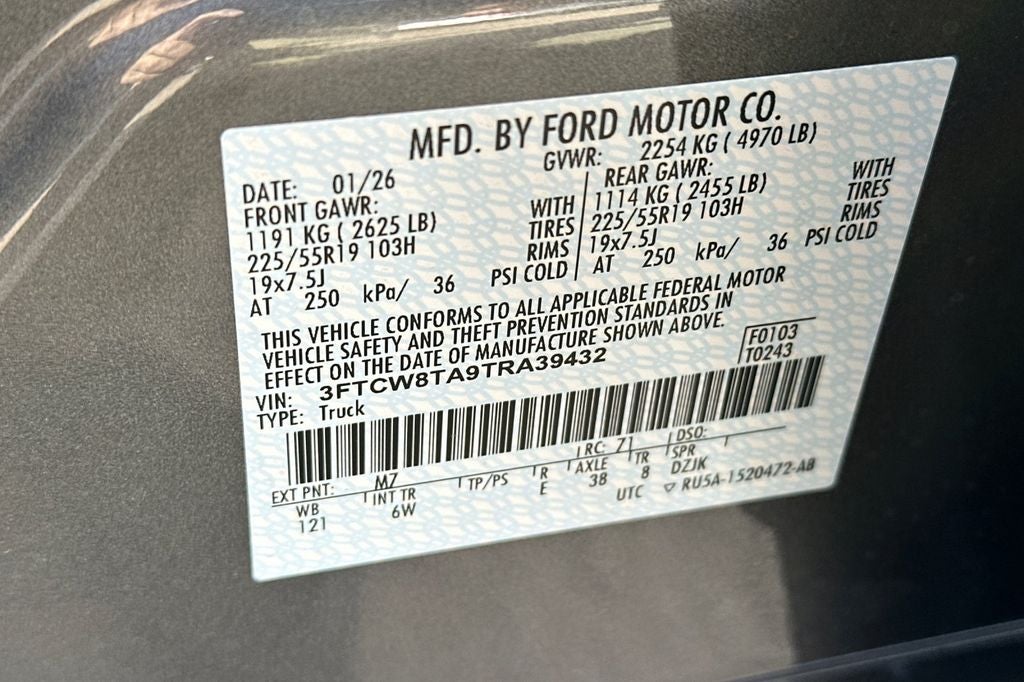 MFD. BY FORD MOTOR CO.
DATE: 01/26 GVWR: 2254 KG ( 4970 LB)
FRONT GAWR: REAR GAWR:
1191 KG ( 2625 LB) WITH 1114 KG ( 2455 LB) WITH
225/55R19 103H TIRES 225/55R19 103H TIRES
19x7.5J RIMS 19x7.5J RIMS
AT 250 kPa/ 36 PSI COLD AT 250 kPa/ 36 PSI COLD
THIS VEHICLE CONFORMS TO ALL APPLICABLE FEDERAL MOTOR
VEHICLE SAFETY AND THEFT PREVENTION STANDARDS IN
EFFECT ON THE DATE OF MANUFACTURE SHOWN ABOVE.
VIN: 3FTCW8TA9TRA39432 F0103
TYPE: Truck T0243
EXT PNT: M7 RC: 71 DSO:
WB INT TR TP/PS R AXLE TR SPR
121 6W E 38 8 DZJK
UTC ▽ RU5A-1520472-AB